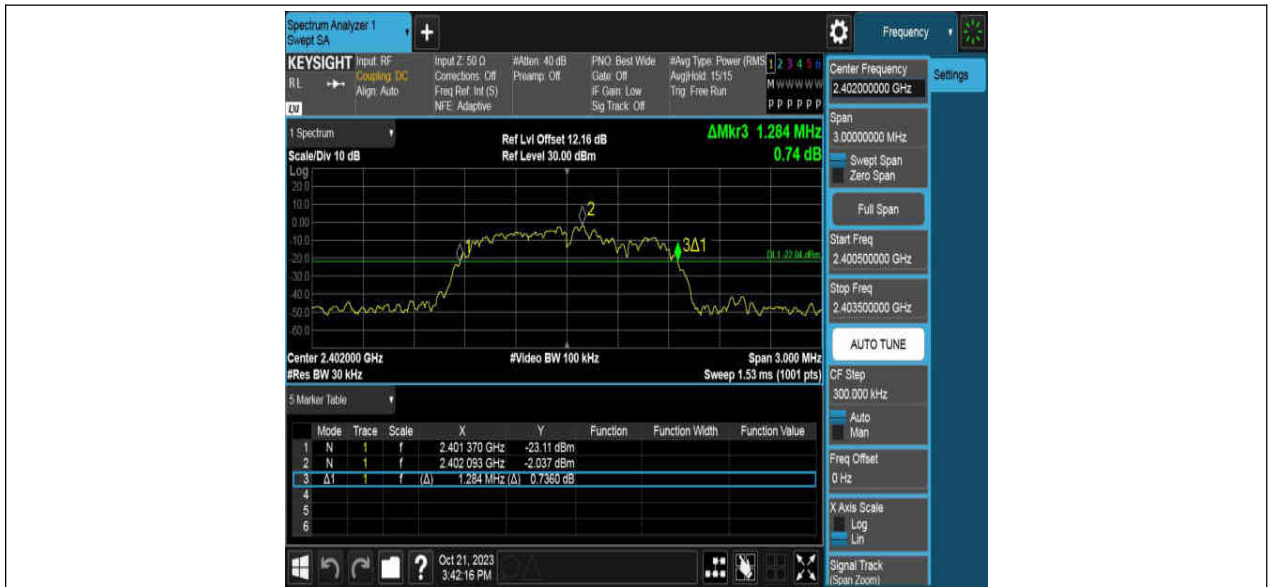 Spectrum Analyzer 1
Swept SA
+
Frequency
KEYSIGHT Input: RF Input Z: 50 Ω #Atten: 40 dB PNO: Best Wide #Avg Type: Power (RMS 1 2 3 4 5 6
RL Coupling: DC Corrections: Off Preamp: Off Gate: Off Avg|Hold: 15/15 M W W W W W
Align: Auto Freq Ref: Int (S) IF Gain: Low Trig: Free Run
NFE: Adaptive Sig Track: Off P P P P P P
LXI
1 Spectrum
Ref Lvl Offset 12.16 dB
ΔMkr3 1.284 MHz
Scale/Div 10 dB
Ref Level 30.00 dBm
0.74 dB
Log
20.0
10.0
0.00
-10.0
-20.0
-30.0
-40.0
-50.0
-60.0
1
2
3Δ1
DL1 -22.04 dBm
Center 2.402000 GHz #Video BW 100 kHz Span 3.000 MHz
#Res BW 30 kHz Sweep 1.53 ms (1001 pts)
5 Marker Table
Mode Trace Scale X Y Function Function Width Function Value
1 N 1 f 2.401 370 GHz -23.11 dBm
2 N 1 f 2.402 093 GHz -2.037 dBm
3 Δ1 1 f (Δ) 1.284 MHz (Δ) 0.7360 dB
4
5
6
?
Oct 21, 2023
3:42:16 PM
Center Frequency
2.402000000 GHz
Settings
Span
3.00000000 MHz
Swept Span
Zero Span
Full Span
Start Freq
2.400500000 GHz
Stop Freq
2.403500000 GHz
AUTO TUNE
CF Step
300.000 kHz
Auto
Man
Freq Offset
0 Hz
X Axis Scale
Log
Lin
Signal Track
(Span Zoom)